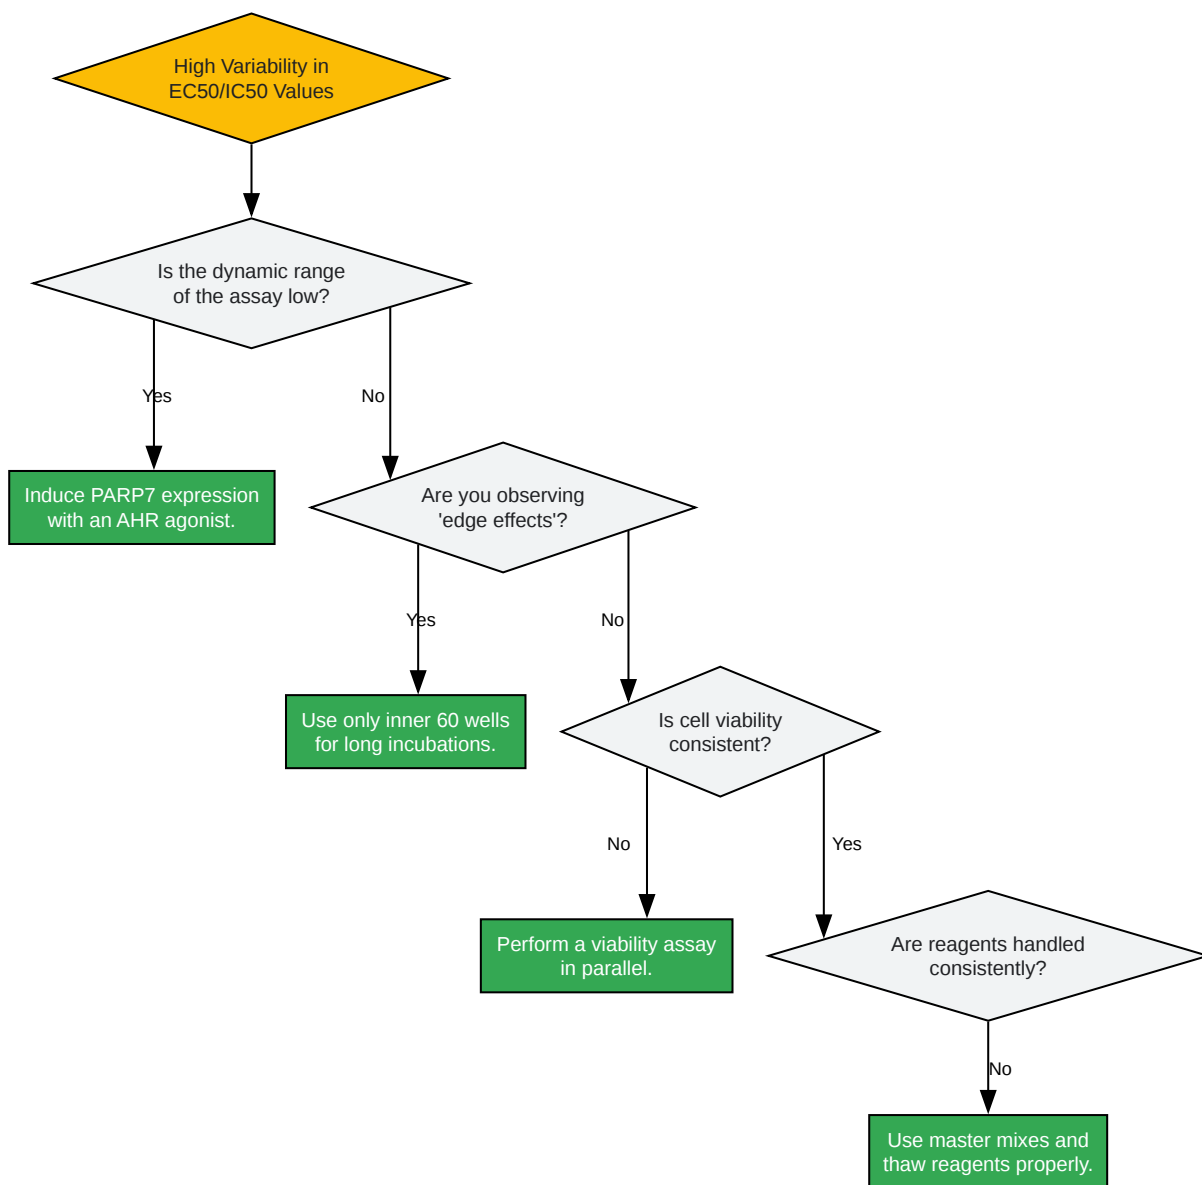 High Variability in
EC50/IC50 Values
Is the dynamic range
of the assay low?
Yes
No
Induce PARP7 expression
with an AHR agonist.
Are you observing
'edge effects'?
Yes
No
Use only inner 60 wells
for long incubations.
Is cell viability
consistent?
No
Yes
Perform a viability assay
in parallel.
Are reagents handled
consistently?
No
Use master mixes and
thaw reagents properly.